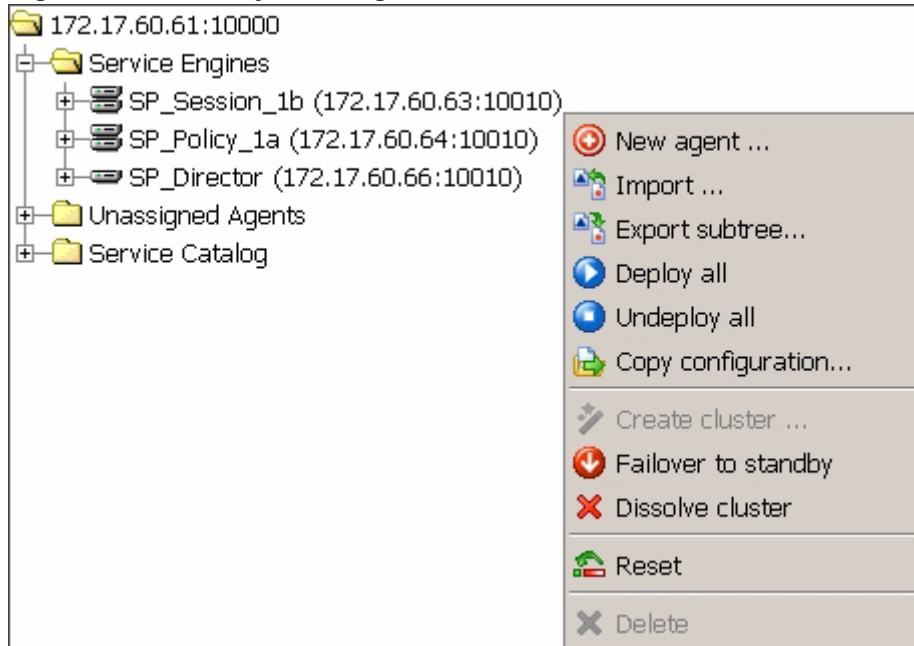 172.17.60.61:10000
Service Engines
SP_Session_1b (172.17.60.63:10010)
SP_Policy_1a (172.17.60.64:10010)
SP_Director (172.17.60.66:10010)
Unassigned Agents
Service Catalog
New agent ...
Import ...
Export subtree...
Deploy all
Undeploy all
Copy configuration...
Create cluster ...
Failover to standby
Dissolve cluster
Reset
Delete